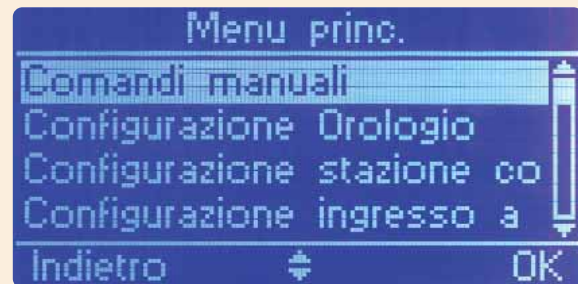 Menu princ.
Comandi manuali
Configurazione Orologio
Configurazione stazione co
Configurazione ingresso a
Indietro OK